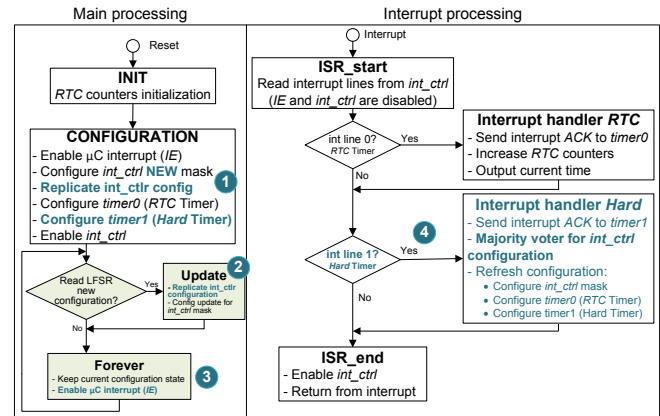 Main processing
Reset
INIT
RTC counters initialization
CONFIGURATION
- Enable µC interrupt (IE)
- Configure int_ctrl NEW mask
- Replicate int_ctlr config
- Configure timer0 (RTC Timer)
- Configure timer1 (Hard Timer)
- Enable int_ctrl
1
Read LFSR
new
configuration?
Yes
No
2
Update
- Replicate int_ctlr
configuration
- Config update for
int_ctrl mask
Forever
- Keep current configuration state
- Enable µC interrupt (IE)
3
Interrupt processing
Interrupt
ISR_start
Read interrupt lines from int_ctrl
(IE and int_ctrl are disabled)
int line 0?
RTC Timer
Yes
No
Interrupt handler RTC
- Send interrupt ACK to timer0
- Increase RTC counters
- Output current time
int line 1?
Hard Timer
Yes
No
4
Interrupt handler Hard
- Send interrupt ACK to timer1
- Majority voter for int_ctrl
configuration
- Refresh configuration:
• Configure int_ctrl mask
• Configure timer0 (RTC Timer)
• Configure timer1 (Hard Timer)
ISR_end
- Enable int_ctrl
- Return from interrupt